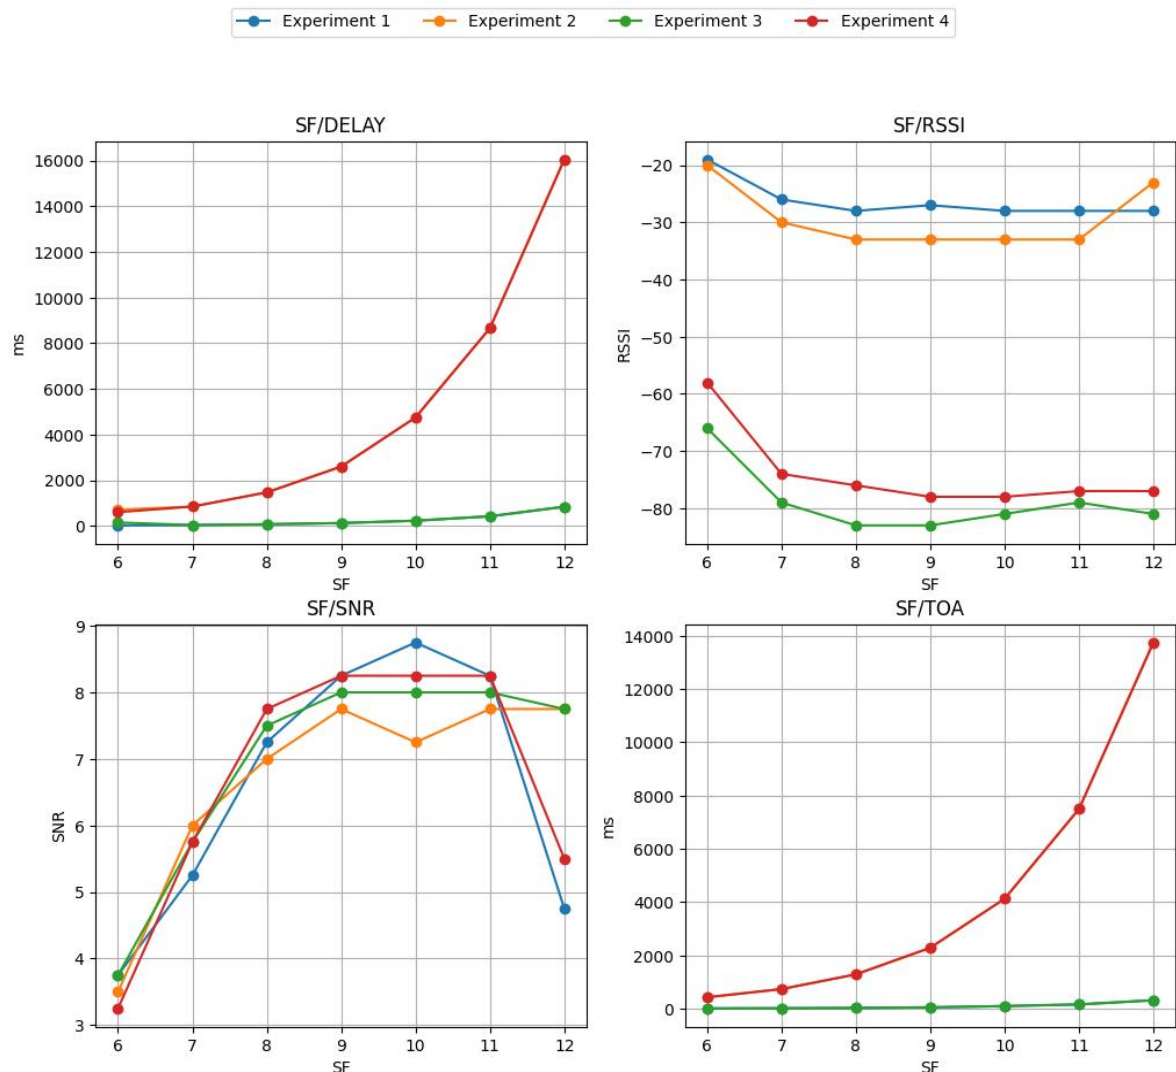 Experiment 1 Experiment 2 Experiment 3 Experiment 4
SF/DELAY
16000
14000
12000
10000
8000
6000
4000
2000
0
ms
6 7 8 9 10 11 12
SF
SF/RSSI
−20
−30
−40
−50
−60
−70
−80
RSSI
6 7 8 9 10 11 12
SF
SF/SNR
9
8
7
6
5
4
3
SNR
6 7 8 9 10 11 12
SF
SF/TOA
14000
12000
10000
8000
6000
4000
2000
0
ms
6 7 8 9 10 11 12
SF